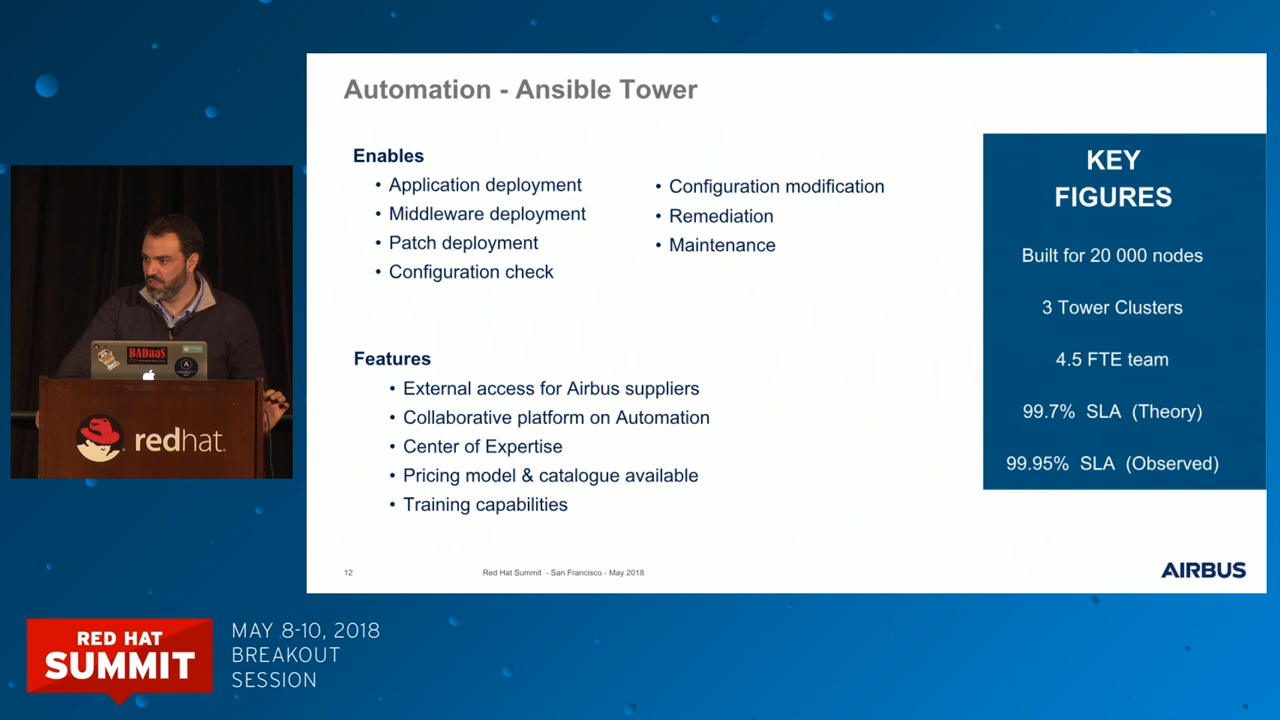 Automation - Ansible Tower
Enables
• Application deployment
• Middleware deployment
• Patch deployment
• Configuration check
• Configuration modification
• Remediation
• Maintenance
Features
• External access for Airbus suppliers
• Collaborative platform on Automation
• Center of Expertise
• Pricing model & catalogue available
• Training capabilities
KEY
FIGURES
Built for 20 000 nodes
3 Tower Clusters
4.5 FTE team
99.7% SLA (Theory)
99.95% SLA (Observed)
12
Red Hat Summit - San Francisco - May 2018
AIRBUS
BADaaS
redhat.
RED HAT
SUMMIT
MAY 8-10, 2018
BREAKOUT
SESSION